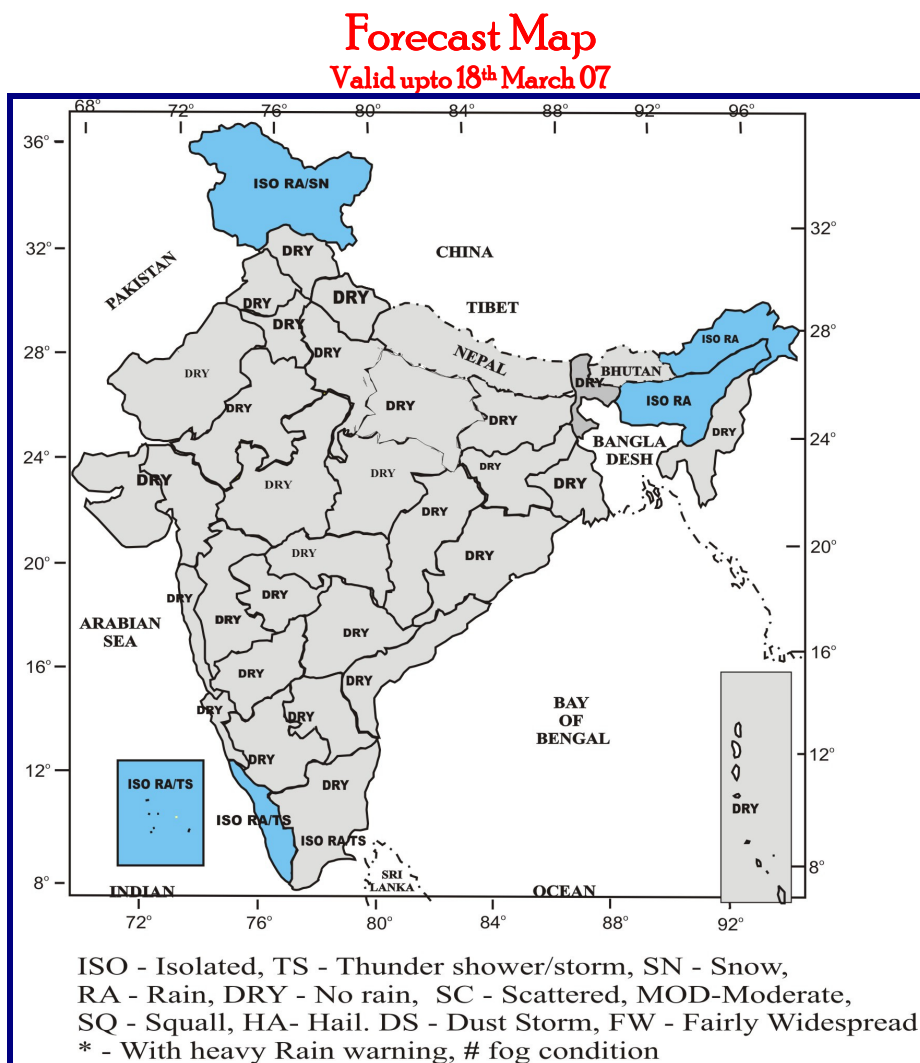 Forecast Map
Valid upto 18th March 07
68° 72° 76° 80° 84° 88° 92° 96°
36°
ISO RA/SN
32°
32°
DRY
CHINA
PAKISTAN
DRY
DRY
TIBET
28°
DRY
ISO RA
28°
DRY
NEPAL
DRY
BHUTAN
DRY
DRY
DRY
ISO RA
DRY
DRY
BANGLA
DESH
24°
24°
DRY
DRY
DRY
DRY
DRY
DRY
20°
DRY
DRY
20°
DRY
DRY
ARABIAN
SEA
DRY
DRY
16°
DRY
DRY
16°
DRY
DRY
BAY
OF
BENGAL
12°
DRY
12°
ISO RA/TS
DRY
ISO RA/TS
DRY
ISO RA/TS
8°
SRI
LANKA
8°
INDIAN
OCEAN
72° 76° 80° 84° 88° 92°
ISO - Isolated, TS - Thunder shower/storm, SN - Snow,
RA - Rain, DRY - No rain, SC - Scattered, MOD-Moderate,
SQ - Squall, HA- Hail. DS - Dust Storm, FW - Fairly Widespread
* - With heavy Rain warning, # fog condition